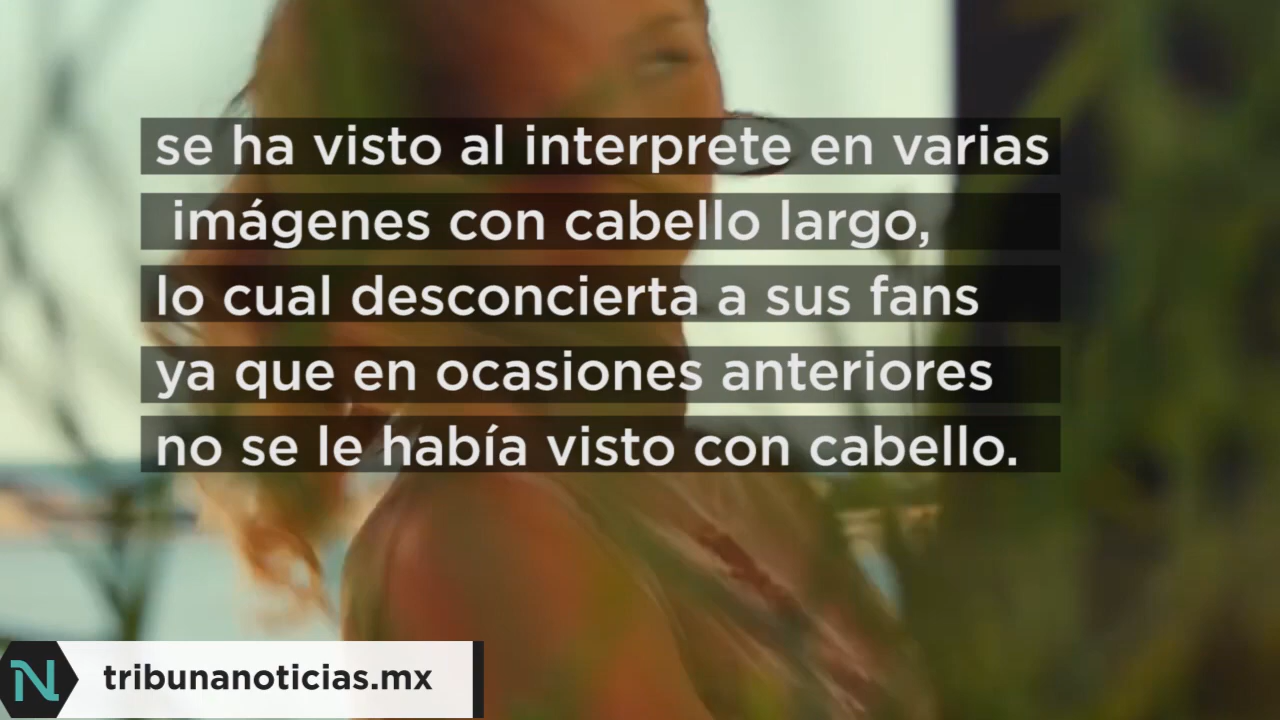 se ha visto al interprete en varias
imágenes con cabello largo,
lo cual desconcierta a sus fans
ya que en ocasiones anteriores
no se le había visto con cabello.
N tribunanoticias.mx